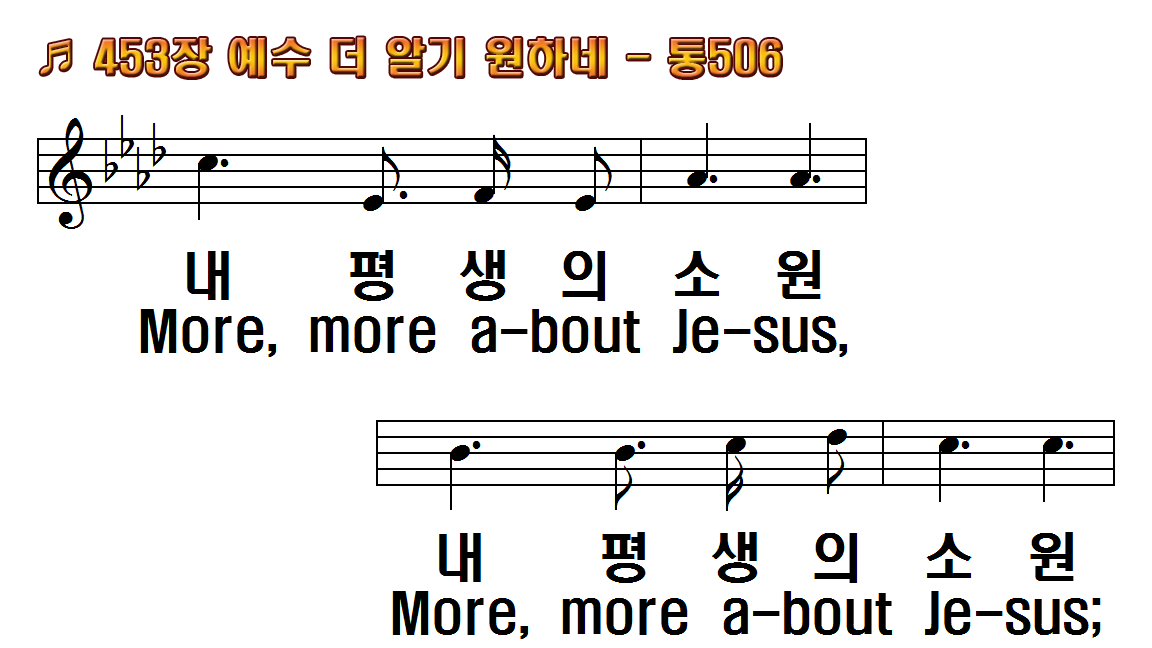 ♬ 453장 예수 더 알기 원하네 - 통506
내 평 생 의 소 원
More, more a-bout Je-sus,
내 평 생 의 소 원
More, more a-bout Je-sus;